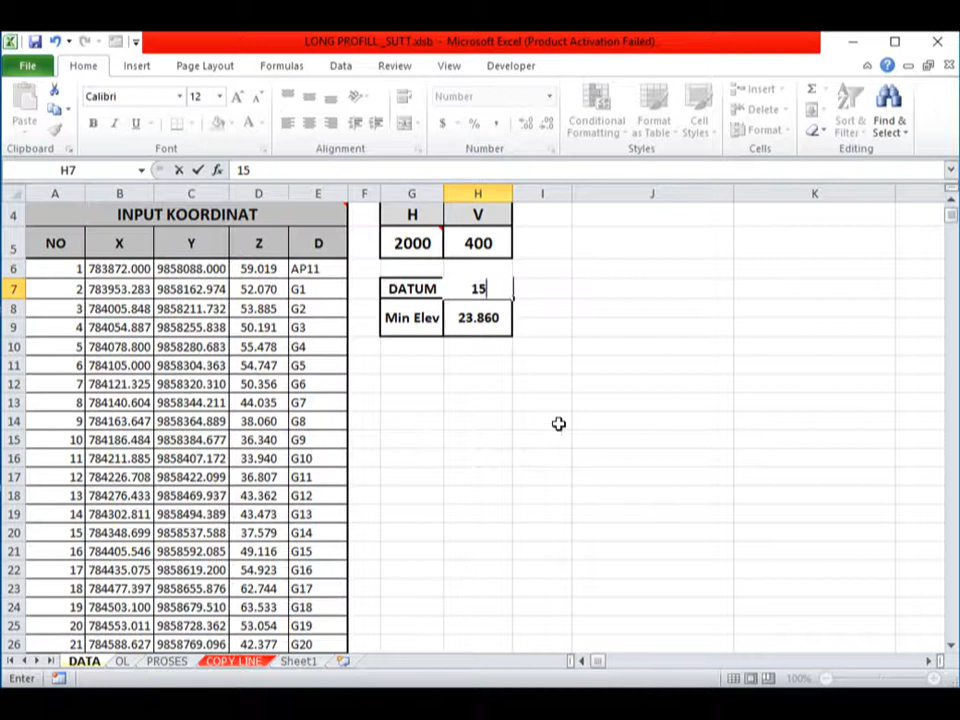 LONG PROFILL _SUTT.xlsb - Microsoft Excel (Product Activation Failed)
File Home Insert Page Layout Formulas Data Review View Developer
Paste
Calibri 12
B I U
Number
$ % ,
Conditional Formatting
Format as Table
Cell Styles
Insert
Delete
Format
Sort & Filter
Find & Select
Clipboard Font Alignment Number Styles Cells Editing
H7 fx 15
A B C D E F G H I J K
4 INPUT KOORDINAT H V
5 NO X Y Z D 2000 400
6 1 783872.000 9858088.000 59.019 AP11
7 2 783953.283 9858162.974 52.070 G1 DATUM 15
8 3 784005.848 9858211.732 53.885 G2 Min Elev 23.860
9 4 784054.887 9858255.838 50.191 G3
10 5 784078.800 9858280.683 55.478 G4
11 6 784105.000 9858304.363 54.747 G5
12 7 784121.325 9858320.310 50.356 G6
13 8 784140.604 9858344.211 44.035 G7
14 9 784163.647 9858364.889 38.060 G8
15 10 784186.484 9858384.677 36.340 G9
16 11 784211.885 9858407.172 33.940 G10
17 12 784226.708 9858422.099 36.807 G11
18 13 784276.433 9858469.937 43.362 G12
19 14 784302.811 9858494.389 43.473 G13
20 15 784348.699 9858537.588 37.579 G14
21 16 784405.546 9858592.085 49.116 G15
22 17 784435.075 9858619.200 54.923 G16
23 18 784477.397 9858655.876 62.744 G17
24 19 784503.100 9858679.510 63.533 G18
25 20 784553.011 9858728.362 53.054 G19
26 21 784588.627 9858769.096 42.377 G20
DATA OL PROSES COPY LINE Sheet1
Enter 100%